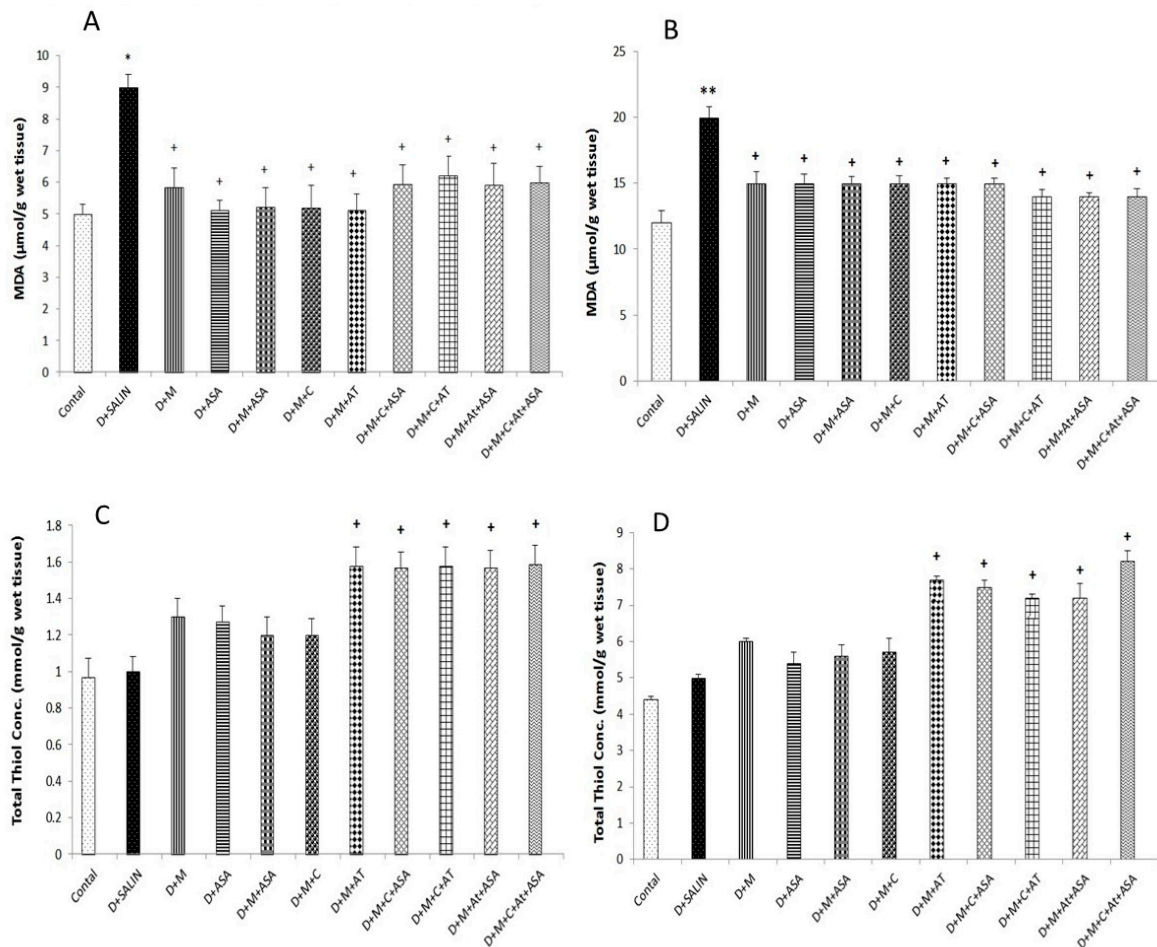 A
MDA (µmol/g wet tissue)
10
9
8
7
6
5
4
3
2
1
0
*
+
+
+
+
+
+
+
+
+
Contal
D+SALIN
D+M
D+ASA
D+M+ASA
D+M+C
D+M+AT
D+M+C+ASA
D+M+C+AT
D+M+At+ASA
D+M+C+At+ASA
B
MDA (µmol/g wet tissue)
25
20
15
10
5
0
**
+
+
+
+
+
+
+
+
+
Contal
D+SALIN
D+M
D+ASA
D+M+ASA
D+M+C
D+M+AT
D+M+C+ASA
D+M+C+AT
D+M+At+ASA
D+M+C+At+ASA
C
Total Thiol Conc. (mmol/g wet tissue)
1.8
1.6
1.4
1.2
1
0.8
0.6
0.4
0.2
0
+
+
+
+
+
Contal
D+SALIN
D+M
D+ASA
D+M+ASA
D+M+C
D+M+AT
D+M+C+ASA
D+M+C+AT
D+M+At+ASA
D+M+C+At+ASA
D
Total Thiol Conc. (mmol/g wet tissue)
9
8
7
6
5
4
3
2
1
0
+
+
+
+
+
Contal
D+SALIN
D+M
D+ASA
D+M+ASA
D+M+C
D+M+AT
D+M+C+ASA
D+M+C+AT
D+M+At+ASA
D+M+C+At+ASA